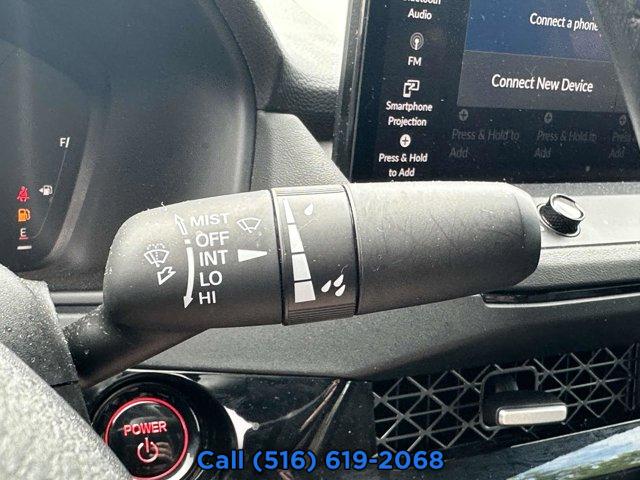 Bluetooth
Audio
FM
Smartphone
Projection
Press & Hold
to Add
Connect a phone
Connect New Device
Press & Hold to
Add
Press & Hold to
Add
Press &
Add
F/
E
MIST
OFF
INT
LO
HI
POWER
Call (516) 619-2068